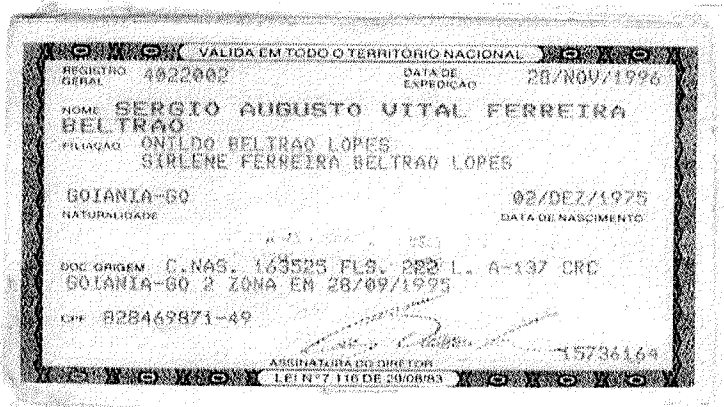 VALIDA EM TODO O TERRITÓRIO NACIONAL
REGISTRO GERAL 4022002 DATA DE EXPEDIÇÃO 28/NOV/1996
NOME SERGIO AUGUSTO VITAL FERREIRA
BELTRAO
FILIAÇÃO ONILDO BELTRAO LOPES
SIRLENE FERREIRA BELTRAO LOPES
GOIANIA-GO 02/DEZ/1975
NATURALIDADE DATA DE NASCIMENTO
DOC ORIGEM C.NAS. 163525 FLS. 220 L. A-137 CRC
GOIANIA-GO 2 ZONA EM 28/09/1995
CPF 828469871-49
15736164
ASSINATURA DO DIRETOR
LEI Nº 7.116 DE 29/08/83